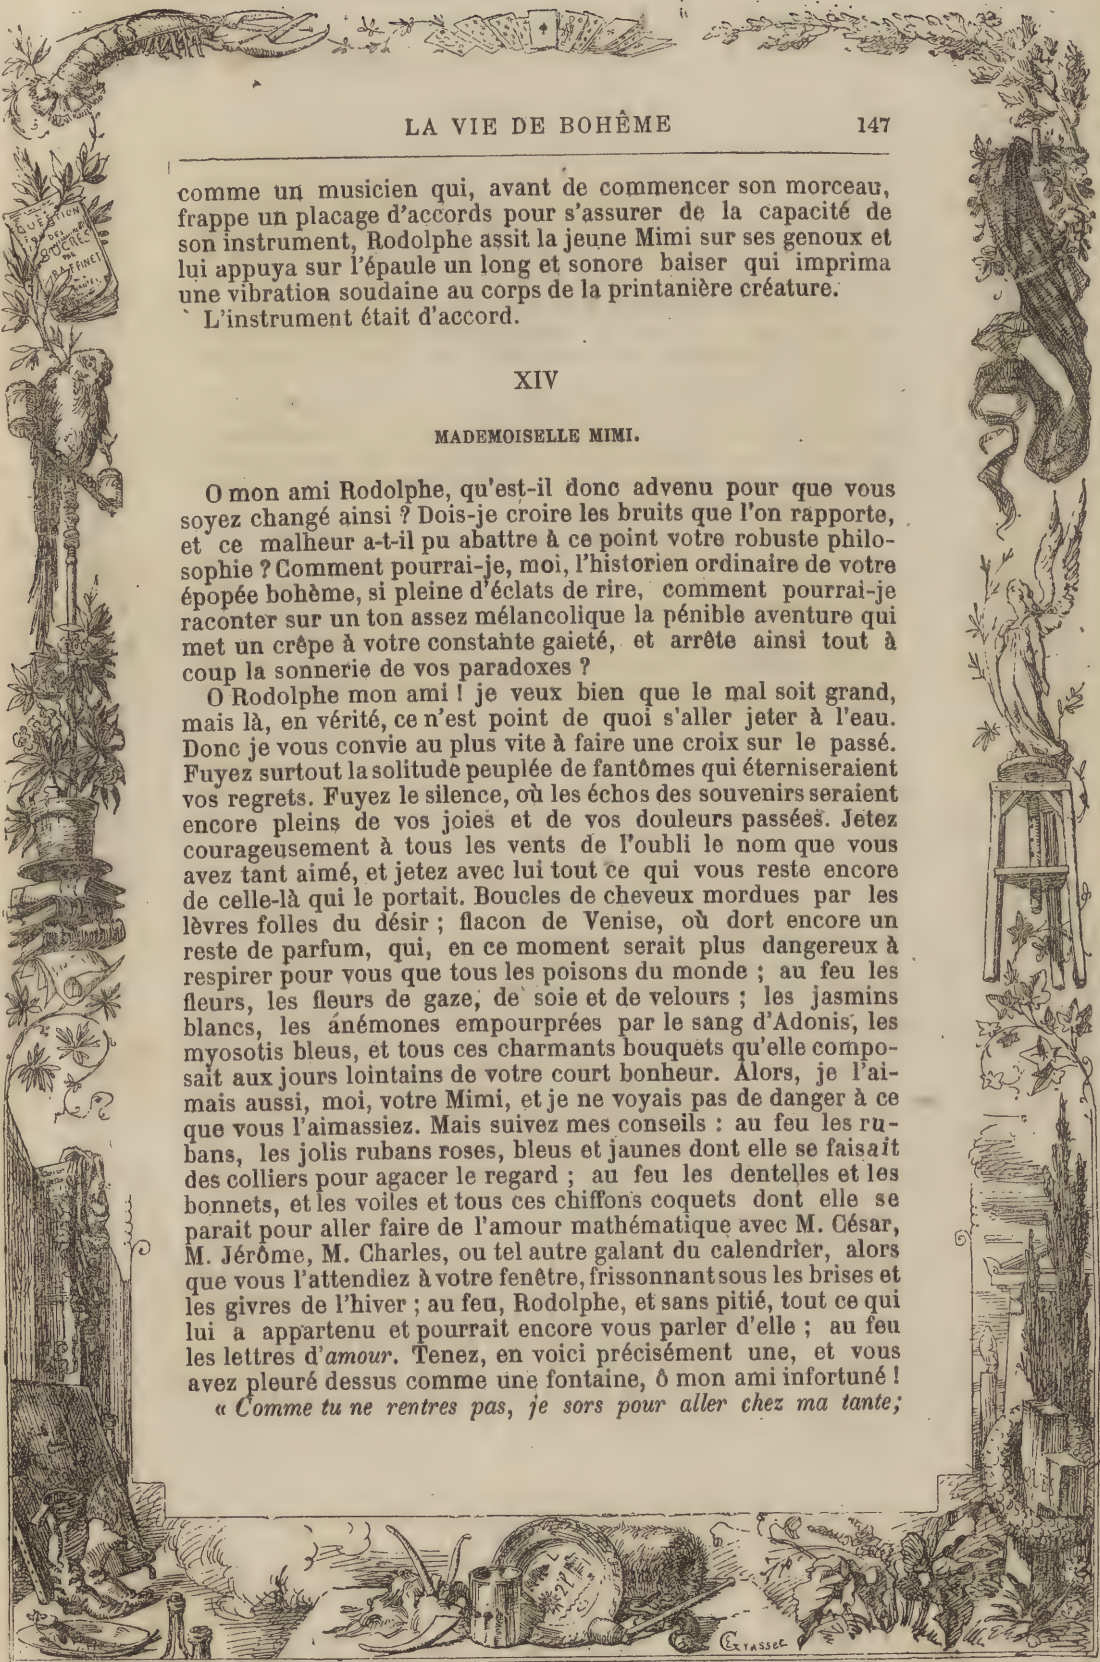 LA VIE DE BOHÊME 147
comme un musicien qui, avant de commencer son morceau,
frappe un placage d'accords pour s'assurer de la capacité de
son instrument, Rodolphe assit la jeune Mimi sur ses genoux et
lui appuya sur l'épaule un long et sonore baiser qui imprima
une vibration soudaine au corps de la printanière créature.
L'instrument était d'accord.
XIV
MADEMOISELLE MIMI.
O mon ami Rodolphe, qu'est-il donc advenu pour que vous
soyez changé ainsi ? Dois-je croire les bruits que l'on rapporte,
et ce malheur a-t-il pu abattre à ce point votre robuste philo-
sophie ? Comment pourrai-je, moi, l'historien ordinaire de votre
épopée bohème, si pleine d'éclats de rire, comment pourrai-je
raconter sur un ton assez mélancolique la pénible aventure qui
met un crêpe à votre constante gaieté, et arrête ainsi tout à
coup la sonnerie de vos paradoxes ?
O Rodolphe mon ami ! je veux bien que le mal soit grand,
mais là, en vérité, ce n'est point de quoi s'aller jeter à l'eau.
Donc je vous convie au plus vite à faire une croix sur le passé.
Fuyez surtout la solitude peuplée de fantômes qui éterniseraient
vos regrets. Fuyez le silence, où les échos des souvenirs seraient
encore pleins de vos joies et de vos douleurs passées. Jetez
courageusement à tous les vents de l'oubli le nom que vous
avez tant aimé, et jetez avec lui tout ce qui vous reste encore
de celle-là qui le portait. Boucles de cheveux mordues par les
lèvres folles du désir ; flacon de Venise, où dort encore un
reste de parfum, qui, en ce moment serait plus dangereux à
respirer pour vous que tous les poisons du monde ; au feu les
fleurs, les fleurs de gaze, de soie et de velours ; les jasmins
blancs, les anémones empourprées par le sang d'Adonis, les
myosotis bleus, et tous ces charmants bouquets qu'elle compo-
sait aux jours lointains de votre court bonheur. Alors, je l'ai-
mais aussi, moi, votre Mimi, et je ne voyais pas de danger à ce
que vous l'aimassiez. Mais suivez mes conseils : au feu les ru-
bans, les jolis rubans roses, bleus et jaunes dont elle se faisait
des colliers pour agacer le regard ; au feu les dentelles et les
bonnets, et les voiles et tous ces chiffons coquets dont elle se
parait pour aller faire de l'amour mathématique avec M. César,
M. Jérôme, M. Charles, ou tel autre galant du calendrier, alors
que vous l'attendiez à votre fenêtre, frissonnant sous les brises et
les givres de l'hiver ; au feu, Rodolphe, et sans pitié, tout ce qui
lui a appartenu et pourrait encore vous parler d'elle ; au feu
les lettres d'amour. Tenez, en voici précisément une, et vous
avez pleuré dessus comme une fontaine, ô mon ami infortuné !
« Comme tu ne rentres pas, je sors pour aller chez ma tante;
QUESTION
DES
SUCRES
PAR
RAFFINET
EGrasset